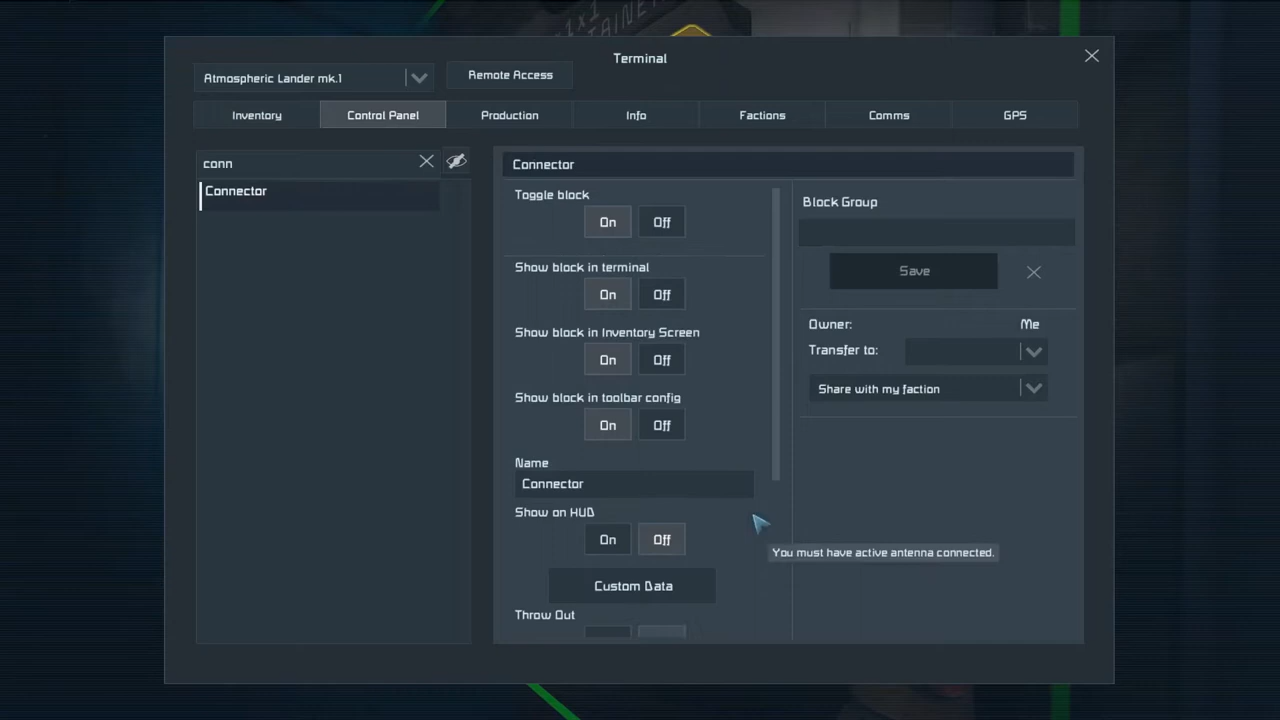 1x1
Terminal
Atmospheric Lander mk.1
Remote Access
Inventory
Control Panel
Production
Info
Factions
Comms
GPS
conn
Connector
Connector
Toggle block
On Off
Show block in terminal
On Off
Show block in Inventory Screen
On Off
Show block in toolbar config
On Off
Name
Connector
Show on HUD
On Off
Custom Data
Throw Out
Block Group
Save
Owner: Me
Transfer to:
Share with my faction
You must have active antenna connected.